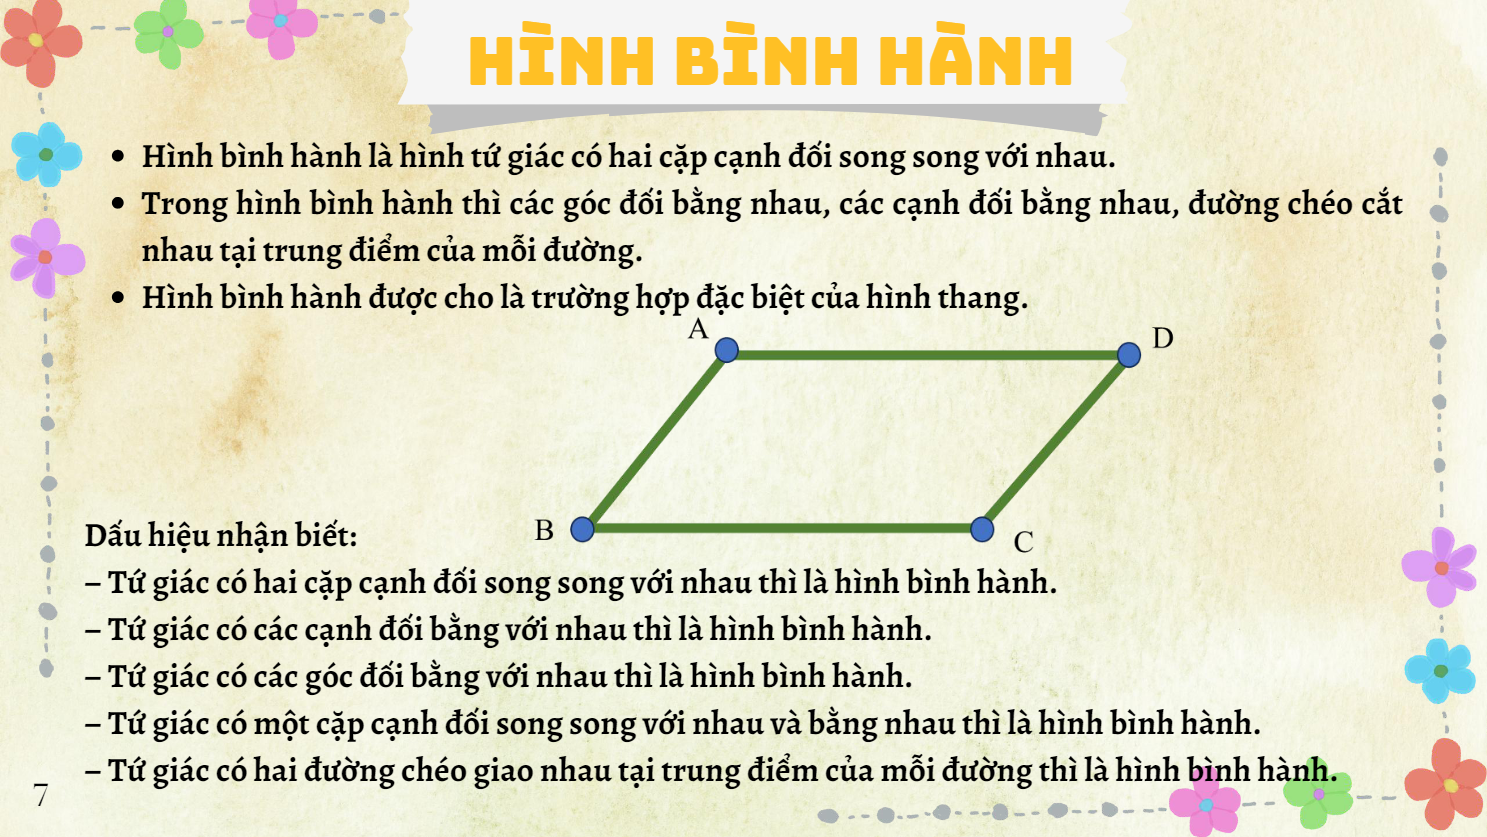 HÌNH BÌNH HÀNH
• Hình bình hành là hình tứ giác có hai cặp cạnh đối song song với nhau.
• Trong hình bình hành thì các góc đối bằng nhau, các cạnh đối bằng nhau, đường chéo cắt
nhau tại trung điểm của mỗi đường.
• Hình bình hành được cho là trường hợp đặc biệt của hình thang.
A
D
B
C
Dấu hiệu nhận biết:
– Tứ giác có hai cặp cạnh đối song song với nhau thì là hình bình hành.
– Tứ giác có các cạnh đối bằng với nhau thì là hình bình hành.
– Tứ giác có các góc đối bằng với nhau thì là hình bình hành.
– Tứ giác có một cặp cạnh đối song song với nhau và bằng nhau thì là hình bình hành.
– Tứ giác có hai đường chéo giao nhau tại trung điểm của mỗi đường thì là hình bình hành.
7